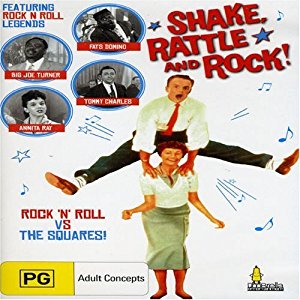 FEATURING
ROCK N ROLL
LEGENDS
SHAKE,
RATTLE
AND ROCK!
FATS DOMINO
BIG JOE TURNER
TOMMY CHARLES
ANNITA RAY
ROCK 'N' ROLL
VS
THE SQUARES!
PG
Adult Concepts